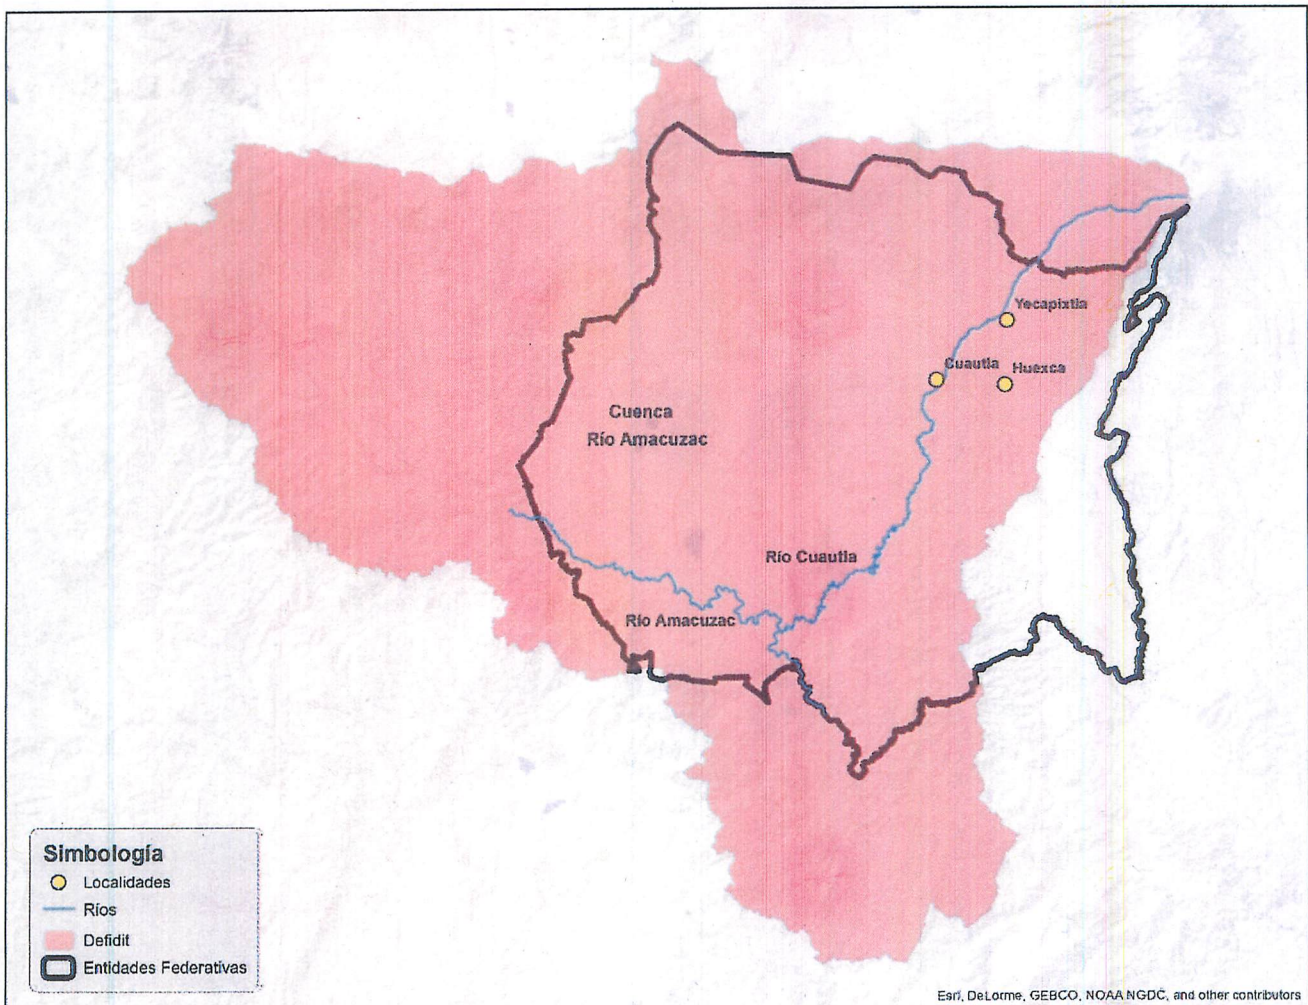 Yecapixtla
Cuautla
Huexca
Cuenca
Río Amacuzac
Río Cuautla
Río Amacuzac
Simbología
Localidades
Ríos
Defidit
Entidades Federativas
Esri, DeLorme, GEBCO, NOAA NGDC, and other contributors